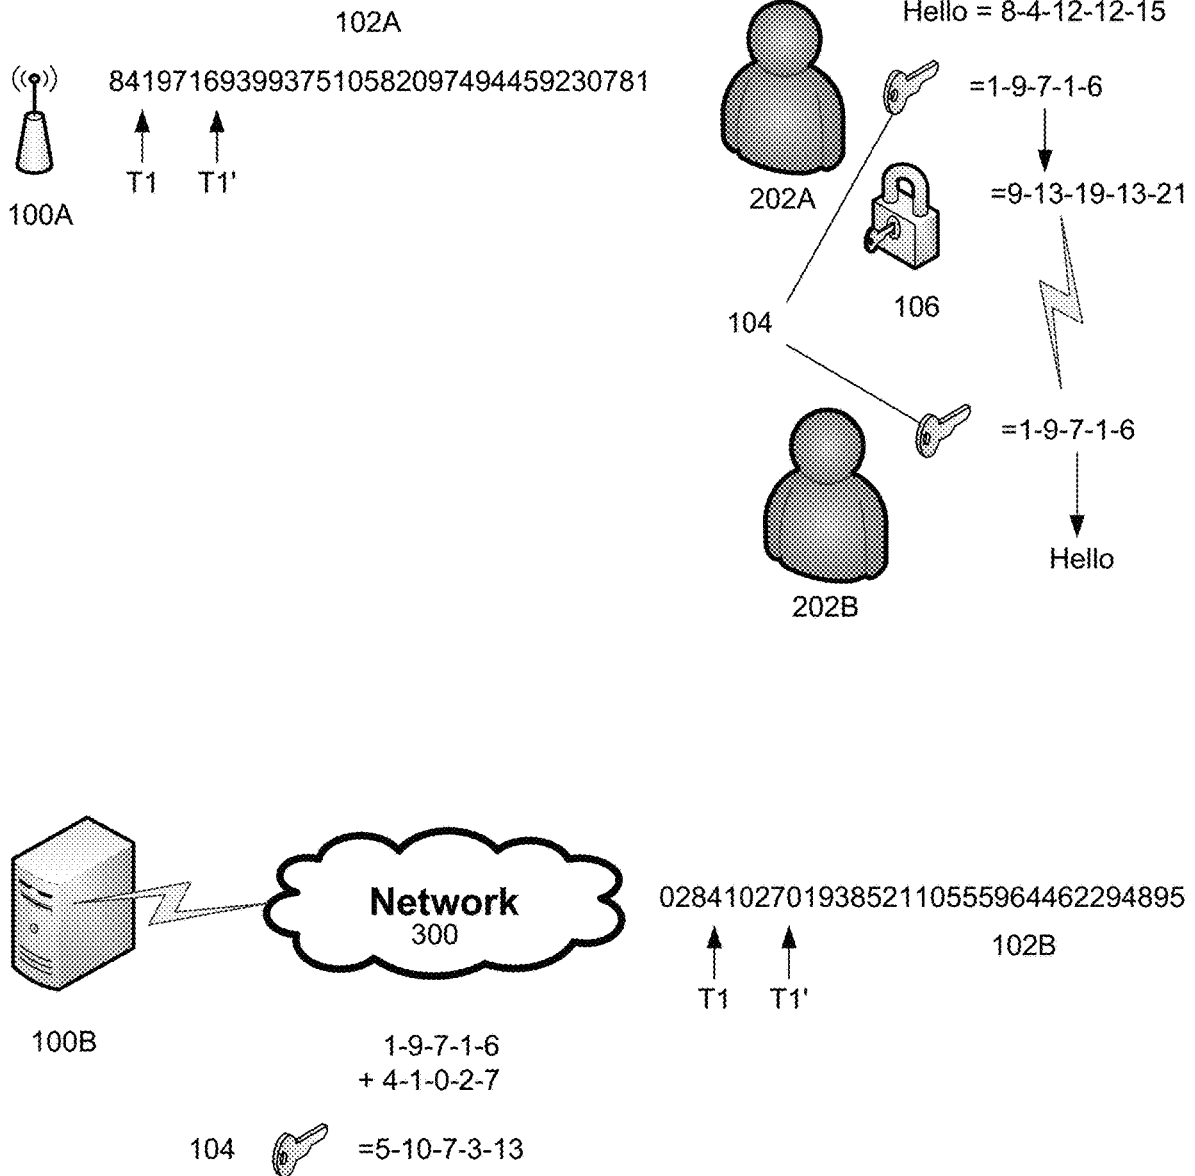 102A
Hello = 8-4-12-12-15
8419716939937510582097494459230781
=1-9-7-1-6
T1 T1'
202A
=9-13-19-13-21
100A
106
104
=1-9-7-1-6
Hello
202B
Network
300
028410270193852110555964462294895
102B
T1 T1'
100B
1-9-7-1-6
+ 4-1-0-2-7
104 =5-10-7-3-13